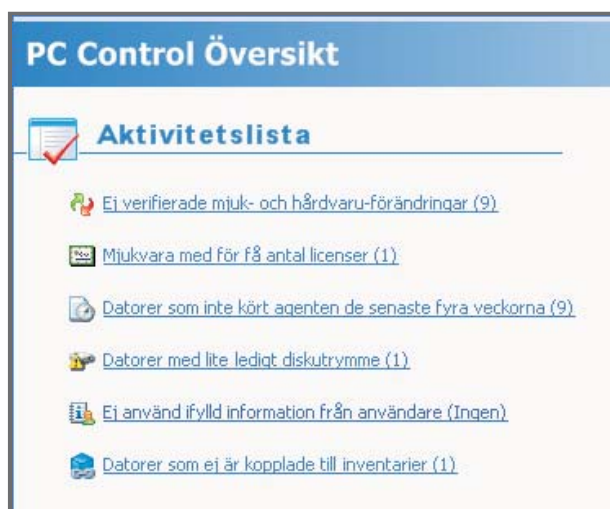 PC Control Översikt
Aktivitetslista
Ej verifierade mjuk- och hårdvaru-förändringar (9)
Mjukvara med för få antal licenser (1)
Datorer som inte kört agenten de senaste fyra veckorna (9)
Datorer med lite ledigt diskutrymme (1)
Ej använd ifylld information från användare (Ingen)
Datorer som ej är kopplade till inventarier (1)